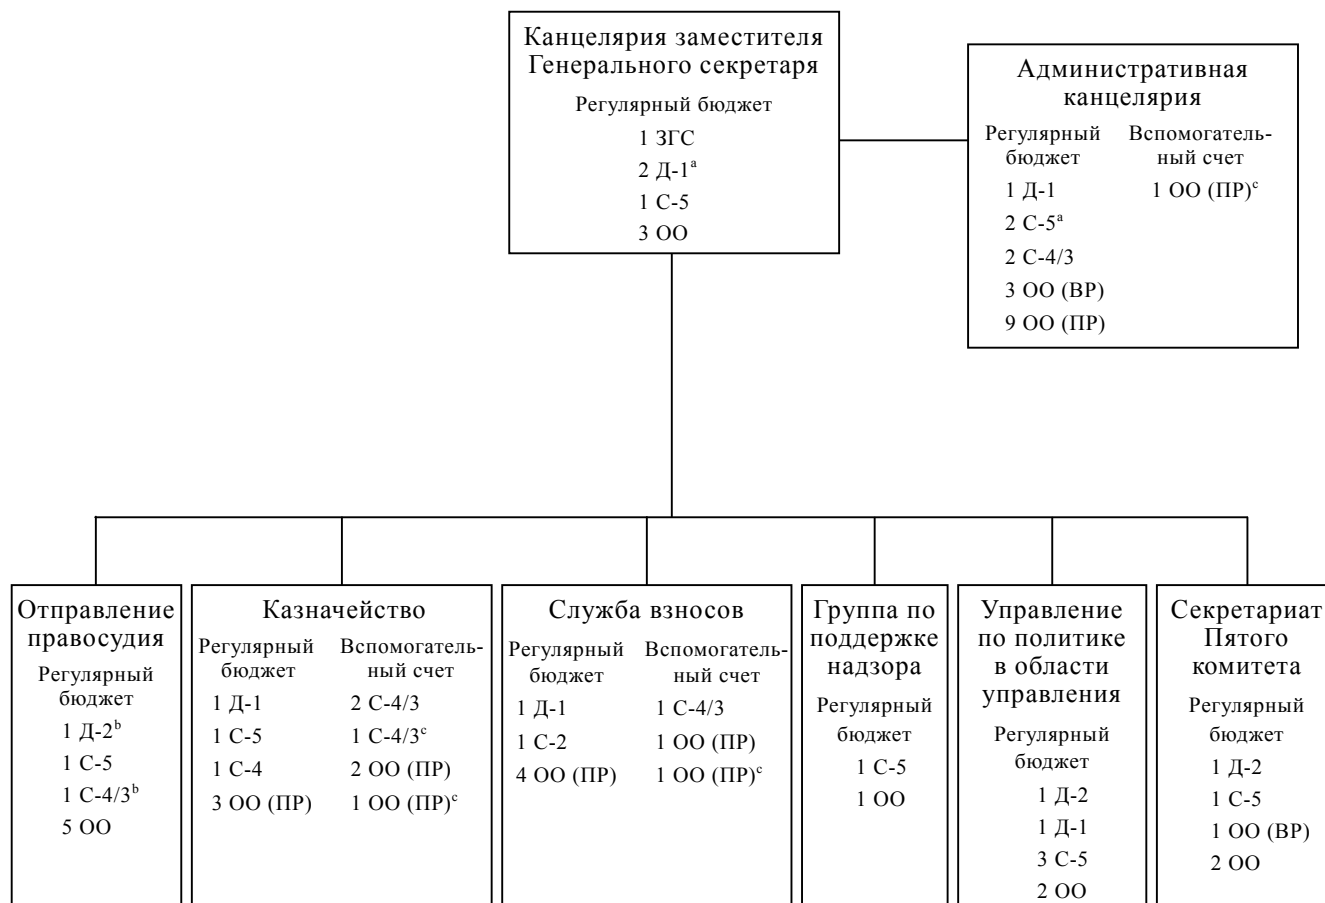 Канцелярия заместителя
Генерального секретаря
Регулярный бюджет
1 ЗГС
2 Д-1ᵃ
1 С-5
3 ОО
Административная
канцелярия
Регулярный
бюджет
1 Д-1
2 С-5ᵃ
2 С-4/3
3 ОО (ВР)
9 ОО (ПР)
Вспомогатель-
ный счет
1 ОО (ПР)ᶜ
Отправление
правосудия
Регулярный
бюджет
1 Д-2ᵇ
1 С-5
1 С-4/3ᵇ
5 ОО
Казначейство
Регулярный
бюджет
1 Д-1
1 С-5
1 С-4
3 ОО (ПР)
Вспомогатель-
ный счет
2 С-4/3
1 С-4/3ᶜ
2 ОО (ПР)
1 ОО (ПР)ᶜ
Служба взносов
Регулярный
бюджет
1 Д-1
1 С-2
4 ОО (ПР)
Вспомогатель-
ный счет
1 С-4/3
1 ОО (ПР)
1 ОО (ПР)ᶜ
Группа по
поддержке
надзора
Регулярный
бюджет
1 С-5
1 ОО
Управление
по политике
в области
управления
Регулярный
бюджет
1 Д-2
1 Д-1
3 С-5
2 ОО
Секретариат
Пятого
комитета
Регулярный
бюджет
1 Д-2
1 С-5
1 ОО (ВР)
2 ОО